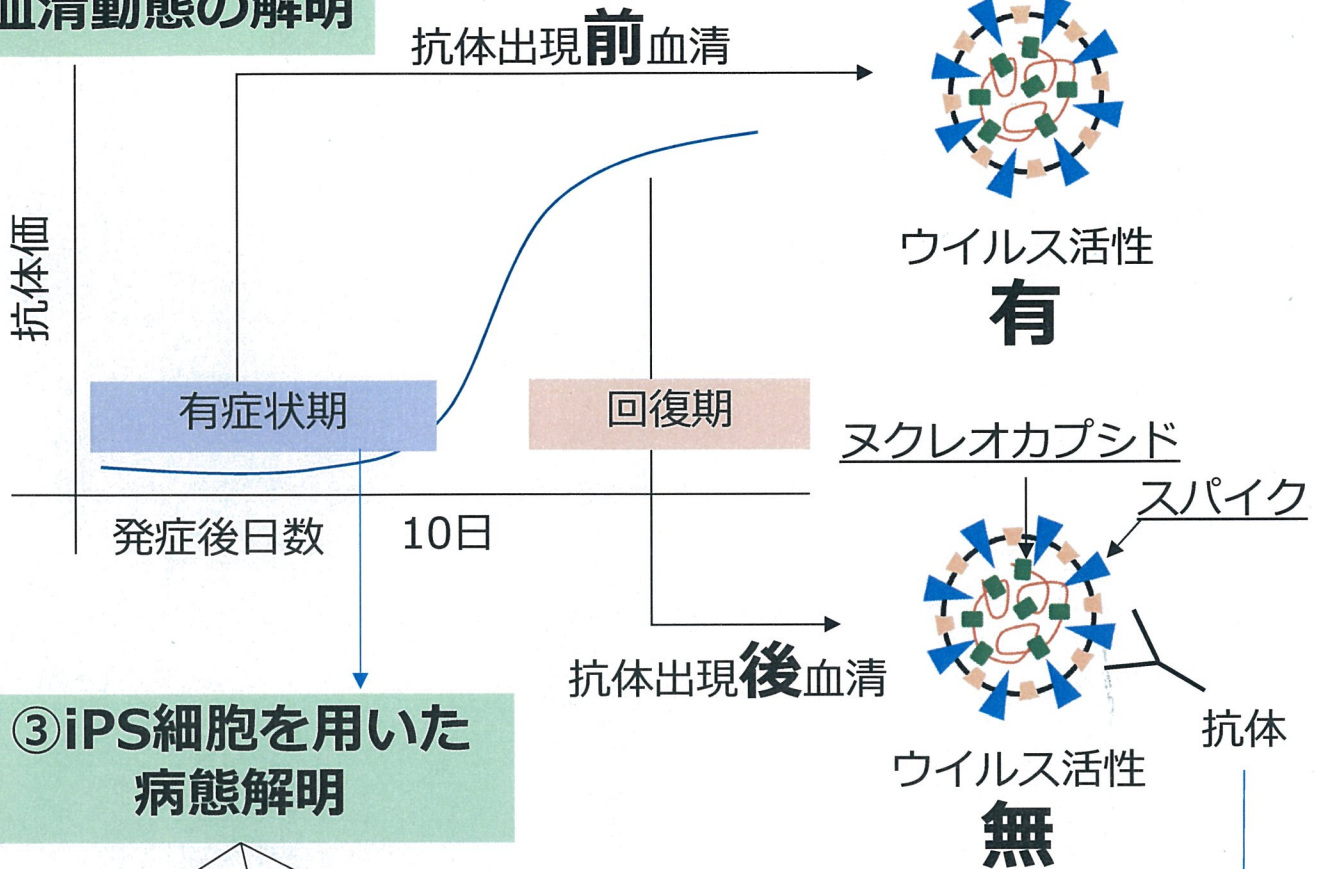 血清動態の解明
抗体出現前血清
抗体価
ウイルス活性
有
有症状期
回復期
ヌクレオカプシド
スパイク
発症後日数
10日
抗体出現後血清
抗体
③iPS細胞を用いた
病態解明
ウイルス活性
無